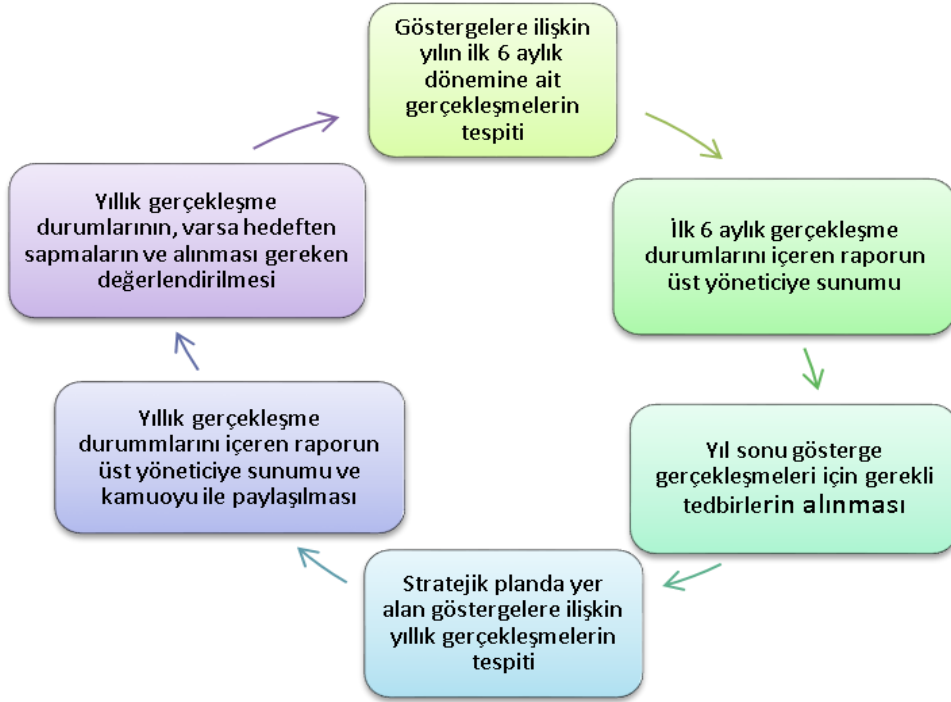 Göstergelere ilişkin
yılın ilk 6 aylık
dönemine ait
gerçekleşmelerin
tespiti
İlk 6 aylık gerçekleşme
durumlarını içeren raporun
üst yöneticiye sunumu
Yıl sonu gösterge
gerçekleşmeleri için gerekli
tedbirlerin alınması
Stratejik planda yer
alan göstergelere ilişkin
yıllık gerçekleşmelerin
tespiti
Yıllık gerçekleşme
durummlarını içeren raporun
üst yöneticiye sunumu ve
kamuoyu ile paylaşılması
Yıllık gerçekleşme
durumlarının, varsa hedeften
sapmaların ve alınması gereken
değerlendirilmesi